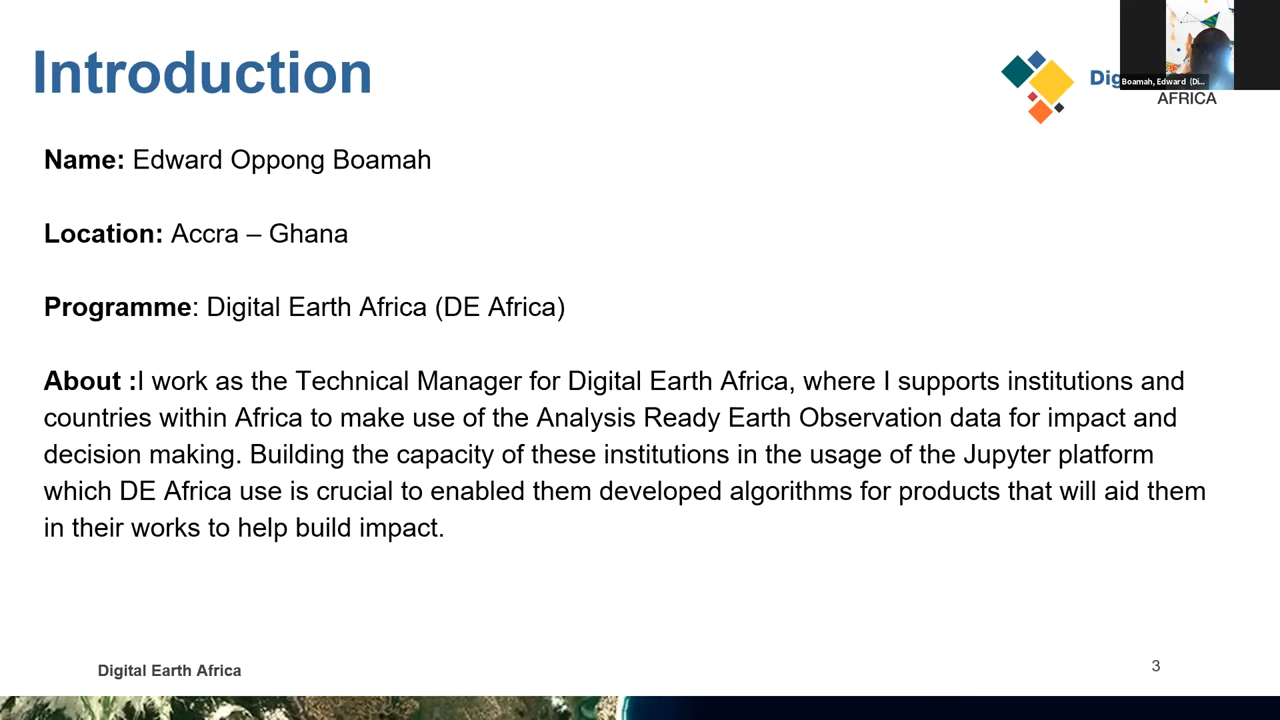 Introduction
AFRICA
Boamah, Edward (Di...
Name: Edward Oppong Boamah
Location: Accra – Ghana
Programme: Digital Earth Africa (DE Africa)
About :I work as the Technical Manager for Digital Earth Africa, where I supports institutions and
countries within Africa to make use of the Analysis Ready Earth Observation data for impact and
decision making. Building the capacity of these institutions in the usage of the Jupyter platform
which DE Africa use is crucial to enabled them developed algorithms for products that will aid them
in their works to help build impact.
Digital Earth Africa
3